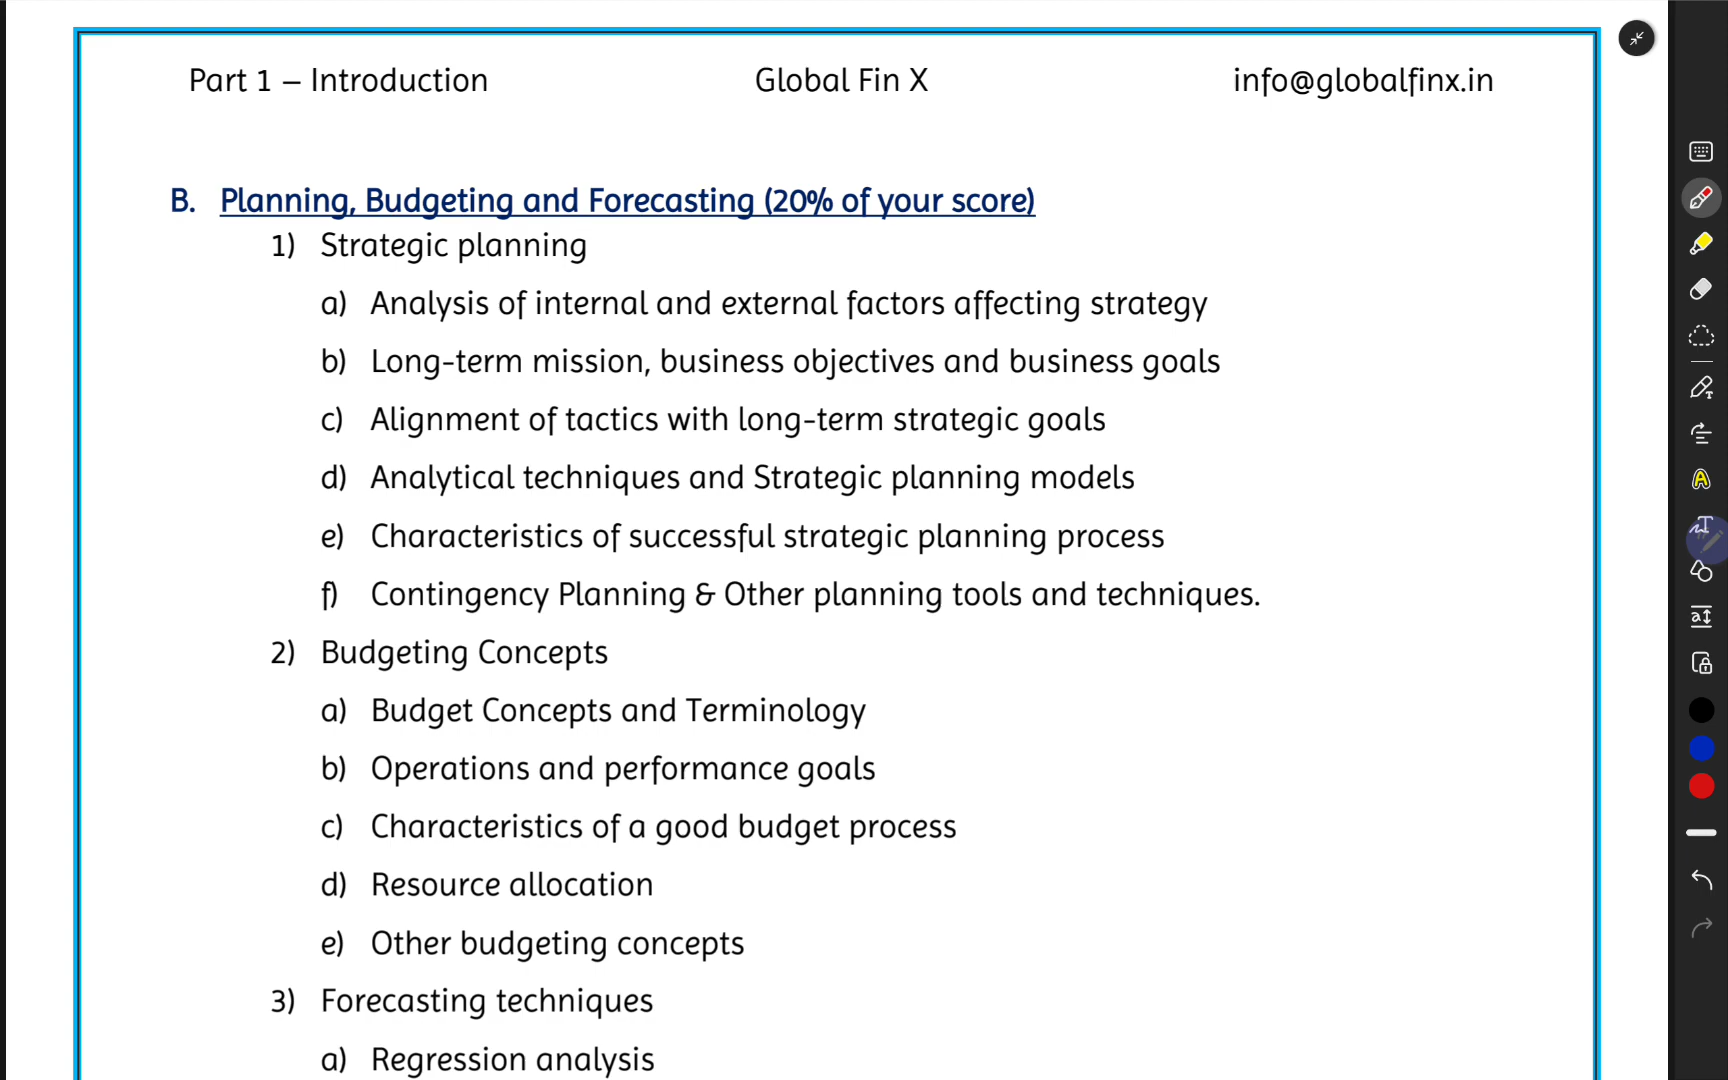 Part 1 – Introduction Global Fin X info@globalfinx.in
B. Planning, Budgeting and Forecasting (20% of your score)
1) Strategic planning
a) Analysis of internal and external factors affecting strategy
b) Long-term mission, business objectives and business goals
c) Alignment of tactics with long-term strategic goals
d) Analytical techniques and Strategic planning models
e) Characteristics of successful strategic planning process
f) Contingency Planning & Other planning tools and techniques.
2) Budgeting Concepts
a) Budget Concepts and Terminology
b) Operations and performance goals
c) Characteristics of a good budget process
d) Resource allocation
e) Other budgeting concepts
3) Forecasting techniques
a) Regression analysis